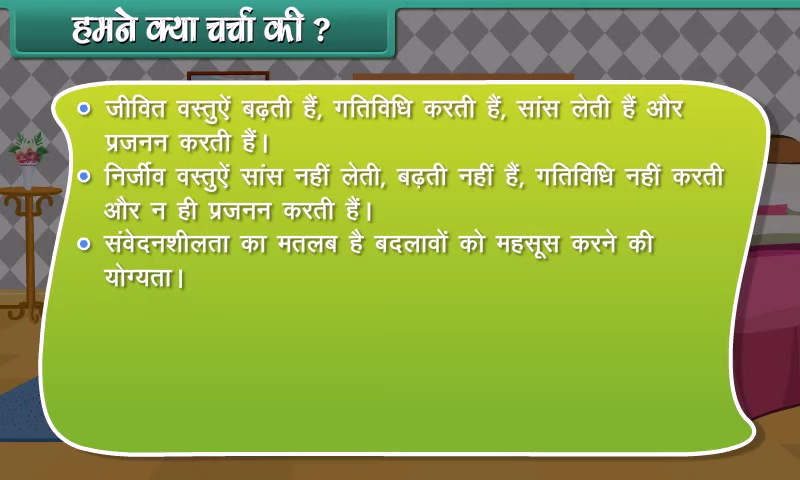 हमने क्या चर्चा की ?
जीवित वस्तुऐं बढ़ती हैं, गतिविधि करती हैं, सांस लेती हैं और
प्रजनन करती हैं।
निर्जीव वस्तुऐं सांस नहीं लेती, बढ़ती नहीं हैं, गतिविधि नहीं करती
और न ही प्रजनन करती हैं।
संवेदनशीलता का मतलब है बदलावों को महसूस करने की
योग्यता।